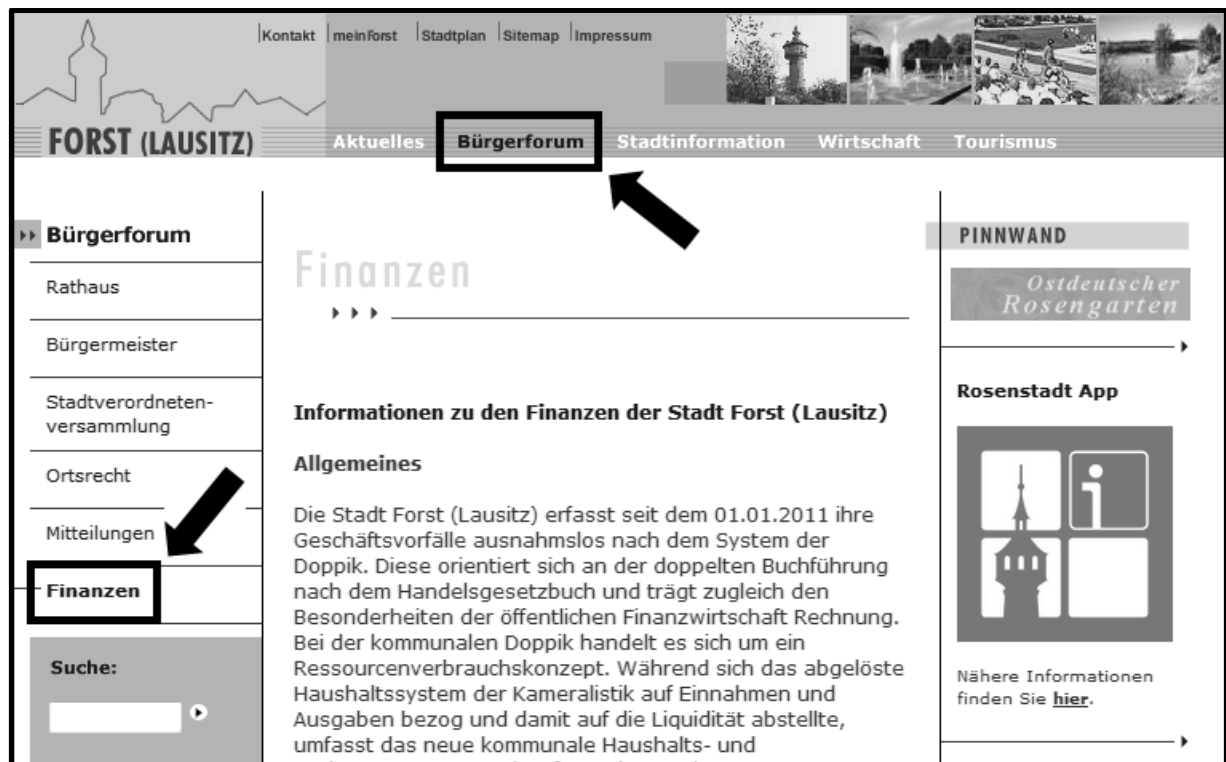 Kontakt meinForst Stadtplan Sitemap Impressum
FORST (LAUSITZ)
Aktuelles Bürgerforum Stadtinformation Wirtschaft Tourismus
Bürgerforum
Rathaus
Bürgermeister
Stadtverordneten-
versammlung
Ortsrecht
Mitteilungen
Finanzen
Suche:
Finanzen
Informationen zu den Finanzen der Stadt Forst (Lausitz)
Allgemeines
Die Stadt Forst (Lausitz) erfasst seit dem 01.01.2011 ihre
Geschäftsvorfälle ausnahmslos nach dem System der
Doppik. Diese orientiert sich an der doppelten Buchführung
nach dem Handelsgesetzbuch und trägt zugleich den
Besonderheiten der öffentlichen Finanzwirtschaft Rechnung.
Bei der kommunalen Doppik handelt es sich um ein
Ressourcenverbrauchskonzept. Während sich das abgelöste
Haushaltssystem der Kameralistik auf Einnahmen und
Ausgaben bezog und damit auf die Liquidität abstellte,
umfasst das neue kommunale Haushalts- und
PINNWAND
Ostdeutscher
Rosengarten
Rosenstadt App
i
Nähere Informationen
finden Sie hier.